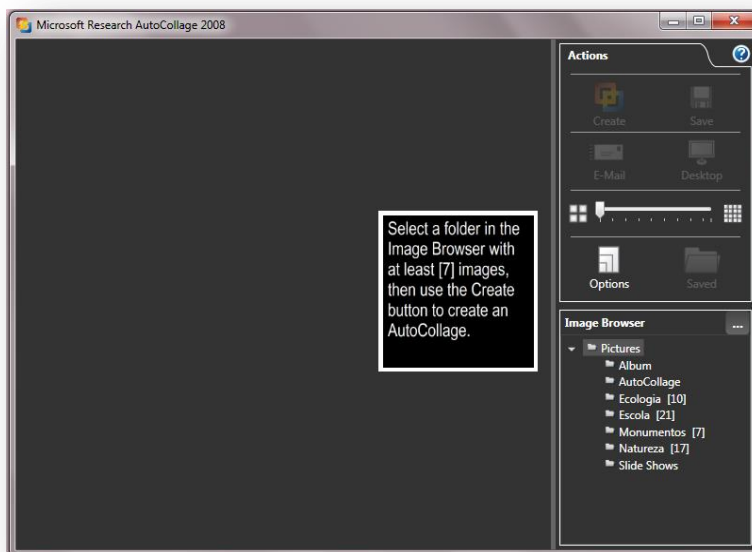 Microsoft Research AutoCollage 2008
Actions
?
Create Save
E-Mail Desktop
Options Saved
Select a folder in the
Image Browser with
at least [7] images,
then use the Create
button to create an
AutoCollage.
Image Browser ...
Pictures
Album
AutoCollage
Ecologia [10]
Escola [21]
Monumentos [7]
Natureza [17]
Slide Shows